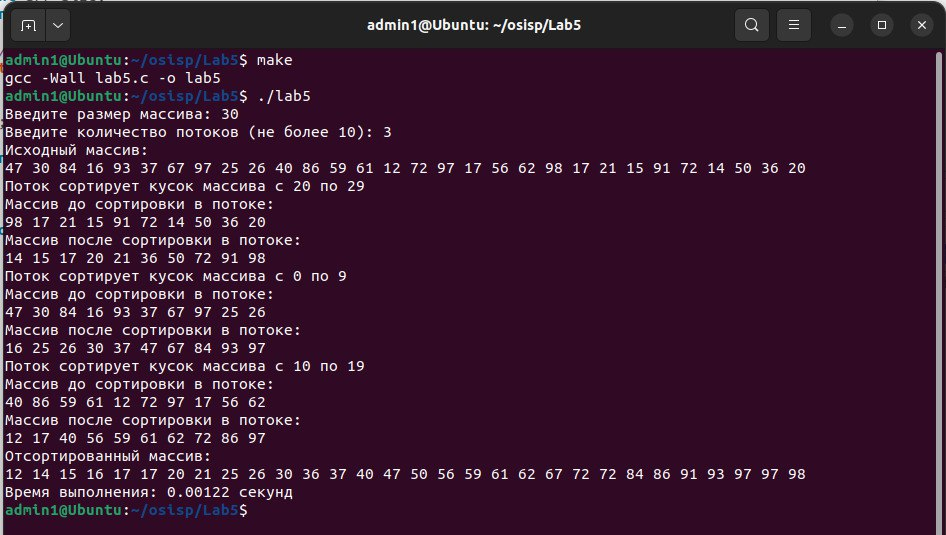 admin1@Ubuntu: ~/osisp/Lab5
admin1@Ubuntu:~/osisp/Lab5$ make
gcc -Wall lab5.c -o lab5
admin1@Ubuntu:~/osisp/Lab5$ ./lab5
Введите размер массива: 30
Введите количество потоков (не более 10): 3
Исходный массив:
47 30 84 16 93 37 67 97 25 26 40 86 59 61 12 72 97 17 56 62 98 17 21 15 91 72 14 50 36 20
Поток сортирует кусок массива с 20 по 29
Массив до сортировки в потоке:
98 17 21 15 91 72 14 50 36 20
Массив после сортировки в потоке:
14 15 17 20 21 36 50 72 91 98
Поток сортирует кусок массива с 0 по 9
Массив до сортировки в потоке:
47 30 84 16 93 37 67 97 25 26
Массив после сортировки в потоке:
16 25 26 30 37 47 67 84 93 97
Поток сортирует кусок массива с 10 по 19
Массив до сортировки в потоке:
40 86 59 61 12 72 97 17 56 62
Массив после сортировки в потоке:
12 17 40 56 59 61 62 72 86 97
Отсортированный массив:
12 14 15 16 17 17 20 21 25 26 30 36 37 40 47 50 56 59 61 62 67 72 72 84 86 91 93 97 97 98
Время выполнения: 0.00122 секунд
admin1@Ubuntu:~/osisp/Lab5$